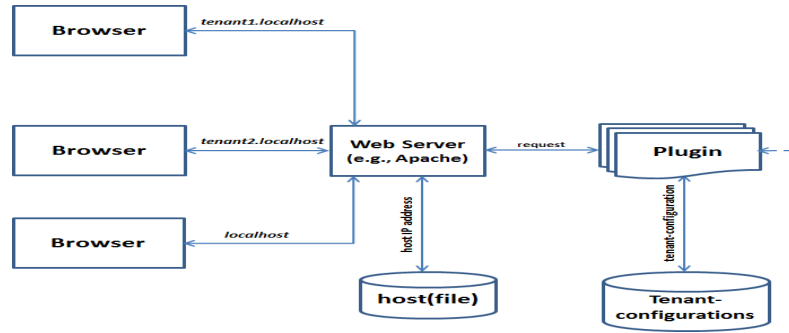 Browser
tenant1.localhost
Browser
tenant2.localhost
Web Server
(e.g., Apache)
request
Plugin
Browser
localhost
host IP address
tenant-configuration
host(file)
Tenant-
configurations